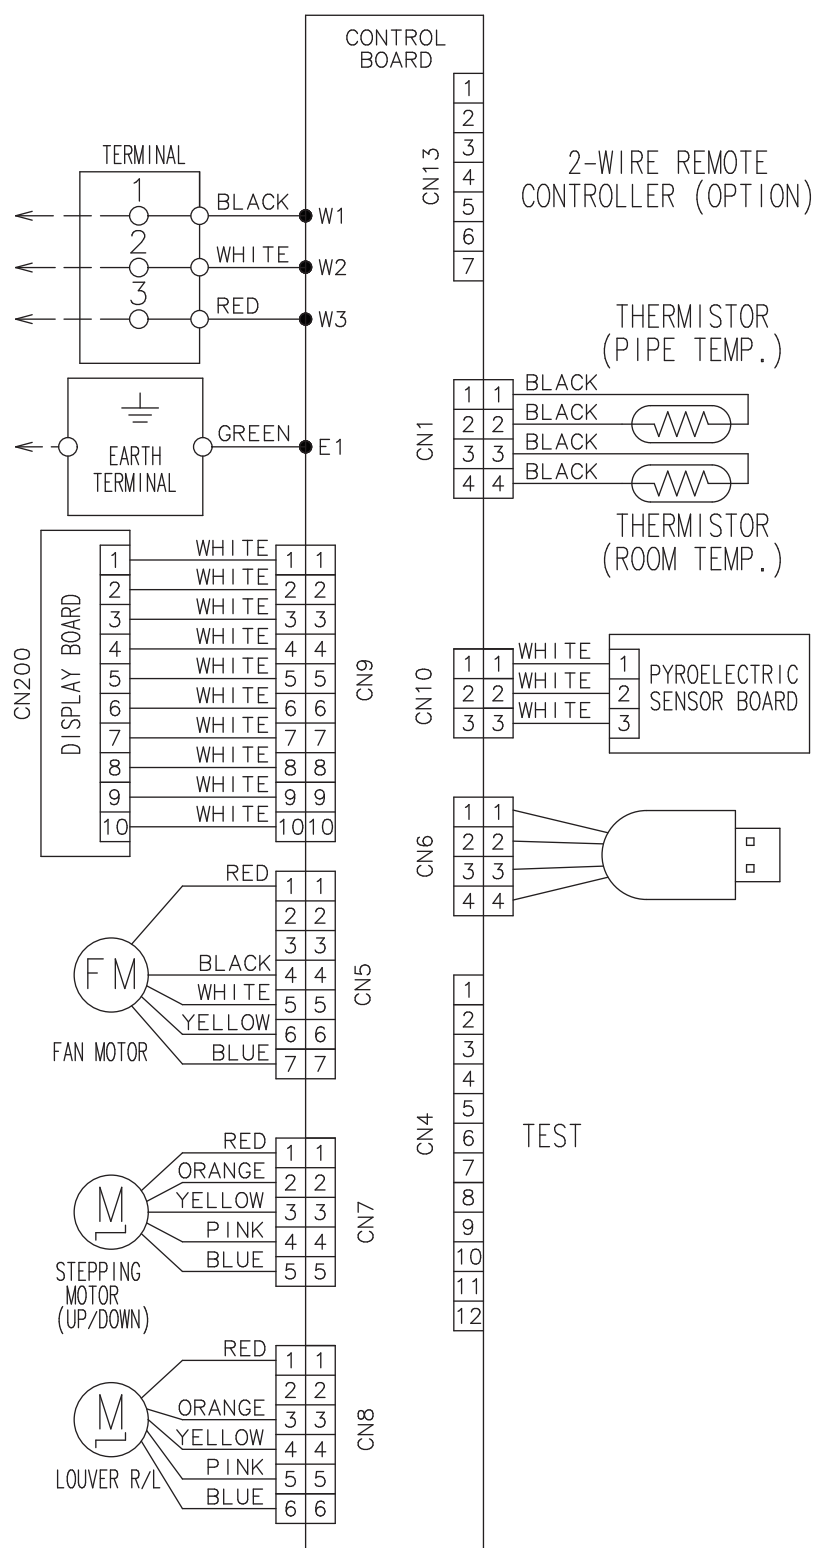 CONTROL
BOARD
TERMINAL
1
BLACK
W1
2
WHITE
W2
3
RED
W3
EARTH
TERMINAL
GREEN
E1
CN200
DISPLAY BOARD
1 WHITE 1 1
2 WHITE 2 2
3 WHITE 3 3
4 WHITE 4 4
5 WHITE 5 5
6 WHITE 6 6
7 WHITE 7 7
8 WHITE 8 8
9 WHITE 9 9
10 WHITE 10 10
CN9
FM
FAN MOTOR
RED 1 1
2 2
3 3
BLACK 4 4
WHITE 5 5
YELLOW 6 6
BLUE 7 7
CN5
M
STEPPING
MOTOR
(UP/DOWN)
RED 1 1
ORANGE 2 2
YELLOW 3 3
PINK 4 4
BLUE 5 5
CN7
M
LOUVER R/L
RED 1 1
2 2
ORANGE 3 3
YELLOW 4 4
PINK 5 5
BLUE 6 6
CN8
CN13
1
2
3
4
5
6
7
2-WIRE REMOTE
CONTROLLER (OPTION)
THERMISTOR
(PIPE TEMP.)
CN1
1 1 BLACK
2 2 BLACK
3 3 BLACK
4 4 BLACK
THERMISTOR
(ROOM TEMP.)
CN10
1 1 WHITE 1
2 2 WHITE 2
3 3 WHITE 3
PYROELECTRIC
SENSOR BOARD
CN6
1 1
2 2
3 3
4 4
CN4
1
2
3
4
5
6
7
8
9
10
11
12
TEST